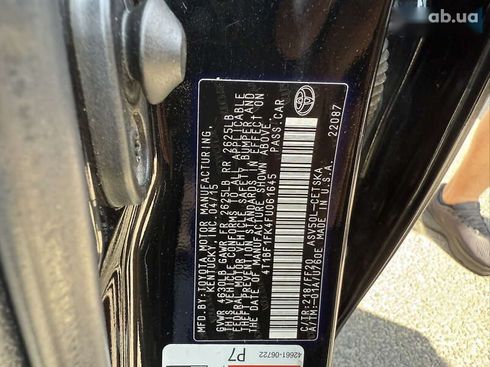 ab.ua
MFD. BY: TOYOTA MOTOR MANUFACTURING,
KENTUCKY, INC. 04/15
GVWR 4630LB GAWR FR 2625LB RR 2625LB
THIS VEHICLE CONFORMS TO ALL APPLICABLE
FEDERAL MOTOR VEHICLE SAFETY, BUMPER AND
THEFT PREVENTION STANDARDS IN EFFECT ON
THE DATE OF MANUFACTURE SHOWN ABOVE.
4T1BF1FK4FU061645 PASS.CAR
22087
C/TR:218/FF20 ASV50L-CETSKA
A/TM:-01A/U760E MADE IN U.S.A.
42661-06722
P7